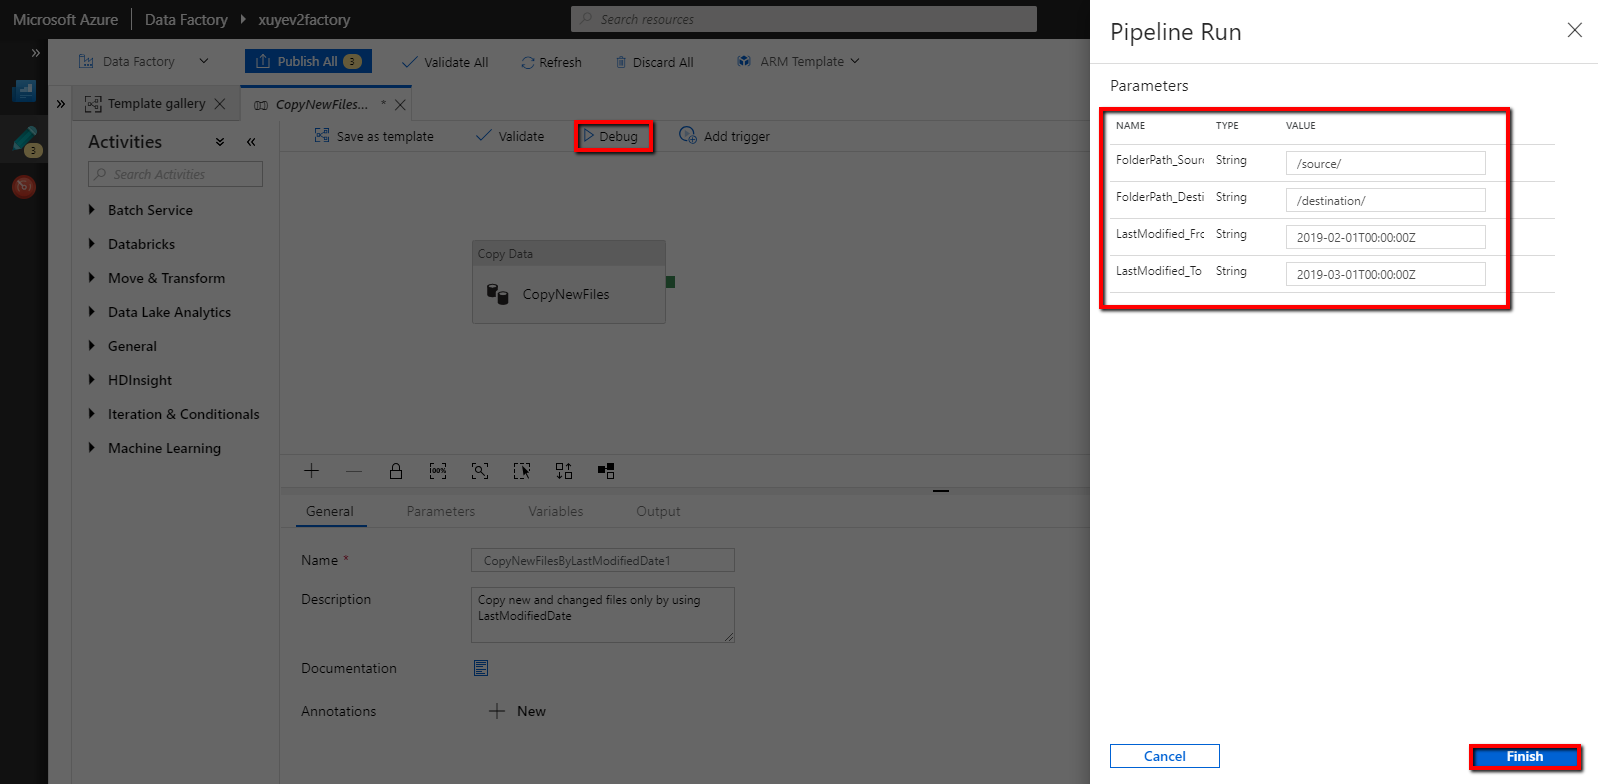 Microsoft Azure
Data Factory
xuyev2factory
Search resources
Data Factory
Publish All 3
Validate All
Refresh
Discard All
ARM Template
Template gallery
CopyNewFiles... *
Activities
Search Activities
Batch Service
Databricks
Move & Transform
Data Lake Analytics
General
HDInsight
Iteration & Conditionals
Machine Learning
3
Save as template
Validate
Debug
Add trigger
Copy Data
CopyNewFiles
100%
General
Parameters
Variables
Output
Name *
CopyNewFilesByLastModifiedDate1
Description
Copy new and changed files only by using
LastModifiedDate
Documentation
Annotations
New
Pipeline Run
Parameters
NAME TYPE VALUE
FolderPath_Sour String /source/
FolderPath_Desti String /destination/
LastModified_Frc String 2019-02-01T00:00:00Z
LastModified_To String 2019-03-01T00:00:00Z
Cancel
Finish